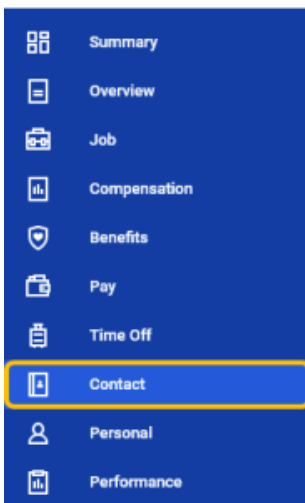 Summary
Overview
Job
Compensation
Benefits
Pay
Time Off
Contact
Personal
Performance